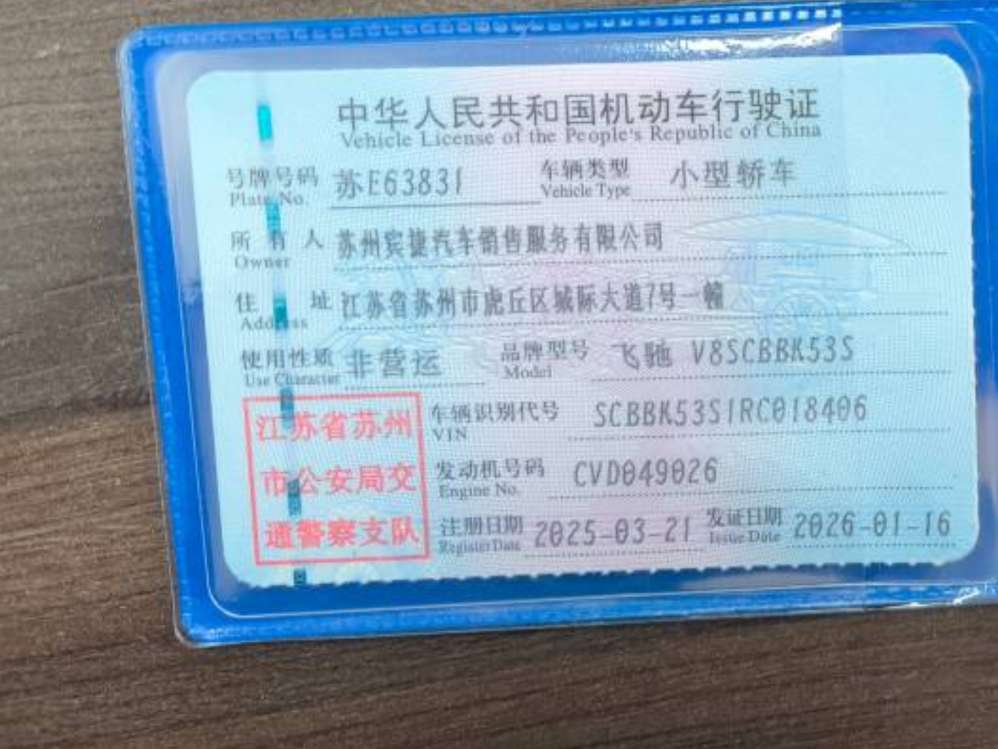 中华人民共和国机动车行驶证
Vehicle License of the People's Republic of China
号牌号码 苏E63831 车辆类型 小型轿车
Plate No. Vehicle Type
所有人 苏州宾捷汽车销售服务有限公司
Owner
住址 江苏省苏州市虎丘区城际大道7号一幢
Address
使用性质 非营运 品牌型号 飞驰 V8SCBBK53S
Use Character Model
车辆识别代号 SCBBK53S1RC018406
VIN
江苏省苏州
市公安局交
通警察支队
发动机号码 CVD049026
Engine No.
注册日期 2025-03-21 发证日期 2026-01-16
Register Date Issue Date